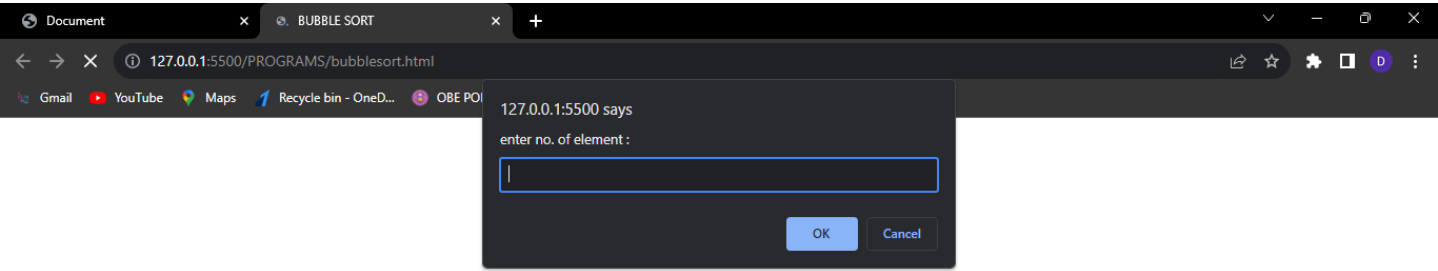 Document
BUBBLE SORT
127.0.0.1:5500/PROGRAMS/bubblesort.html
Gmail YouTube Maps Recycle bin - OneD... OBE
D
127.0.0.1:5500 says
enter no. of element :
OK Cancel